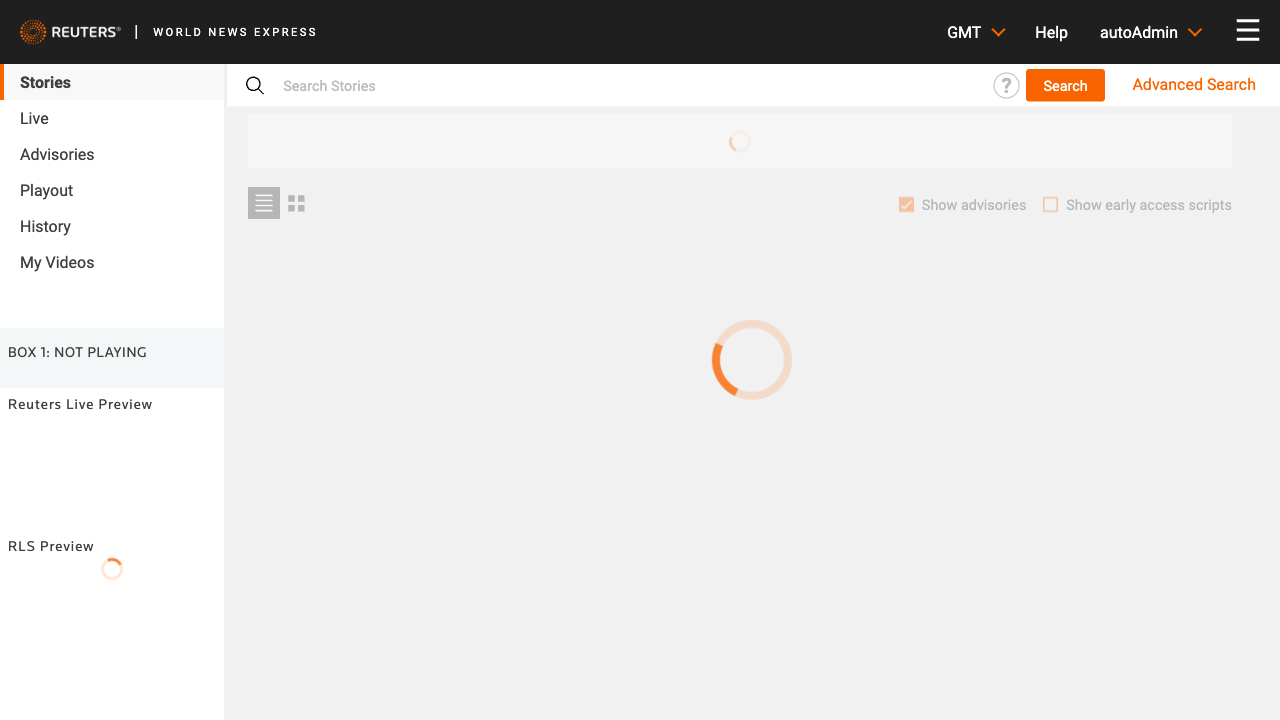 REUTERS® | WORLD NEWS EXPRESS
GMT
Help
autoAdmin
Stories
Live
Advisories
Playout
History
My Videos
BOX 1: NOT PLAYING
Reuters Live Preview
RLS Preview
Search Stories
?
Search
Advanced Search
Show advisories
Show early access scripts